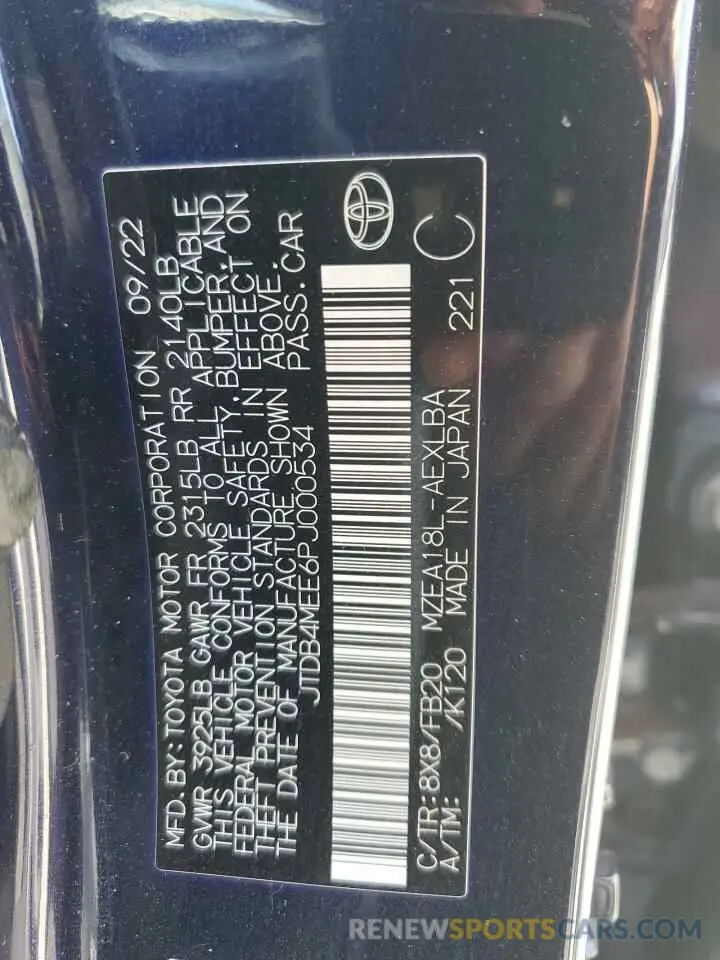 MFD. BY: TOYOTA MOTOR CORPORATION 09/22
GVWR 3925LB GAWR FR 2315LB RR 2140LB
THIS VEHICLE CONFORMS TO ALL APPLICABLE
FEDERAL MOTOR VEHICLE SAFETY, BUMPER, AND
THEFT PREVENTION STANDARDS IN EFFECT ON
THE DATE OF MANUFACTURE SHOWN ABOVE.
JTDB4MEE6PJ000534 PASS. CAR
C/TR: 8X8/FB20 MZEA18L-AEXLBA 221
A/TM: /K120 MADE IN JAPAN
C
RENEWSPORTSCARS.COM